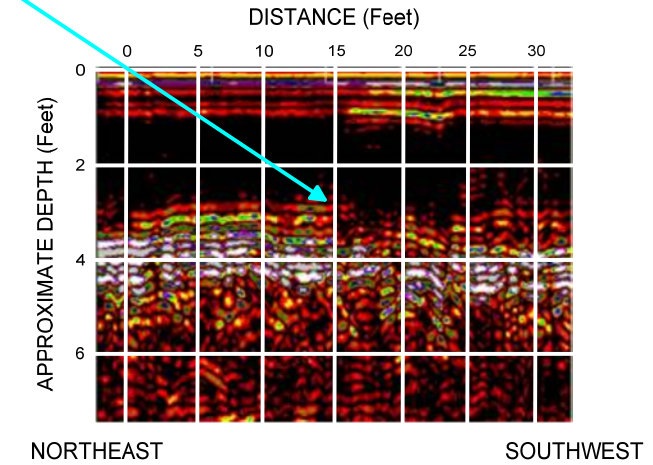 DISTANCE (Feet)
0 5 10 15 20 25 30
0
2
4
6
APPROXIMATE DEPTH (Feet)
NORTHEAST SOUTHWEST